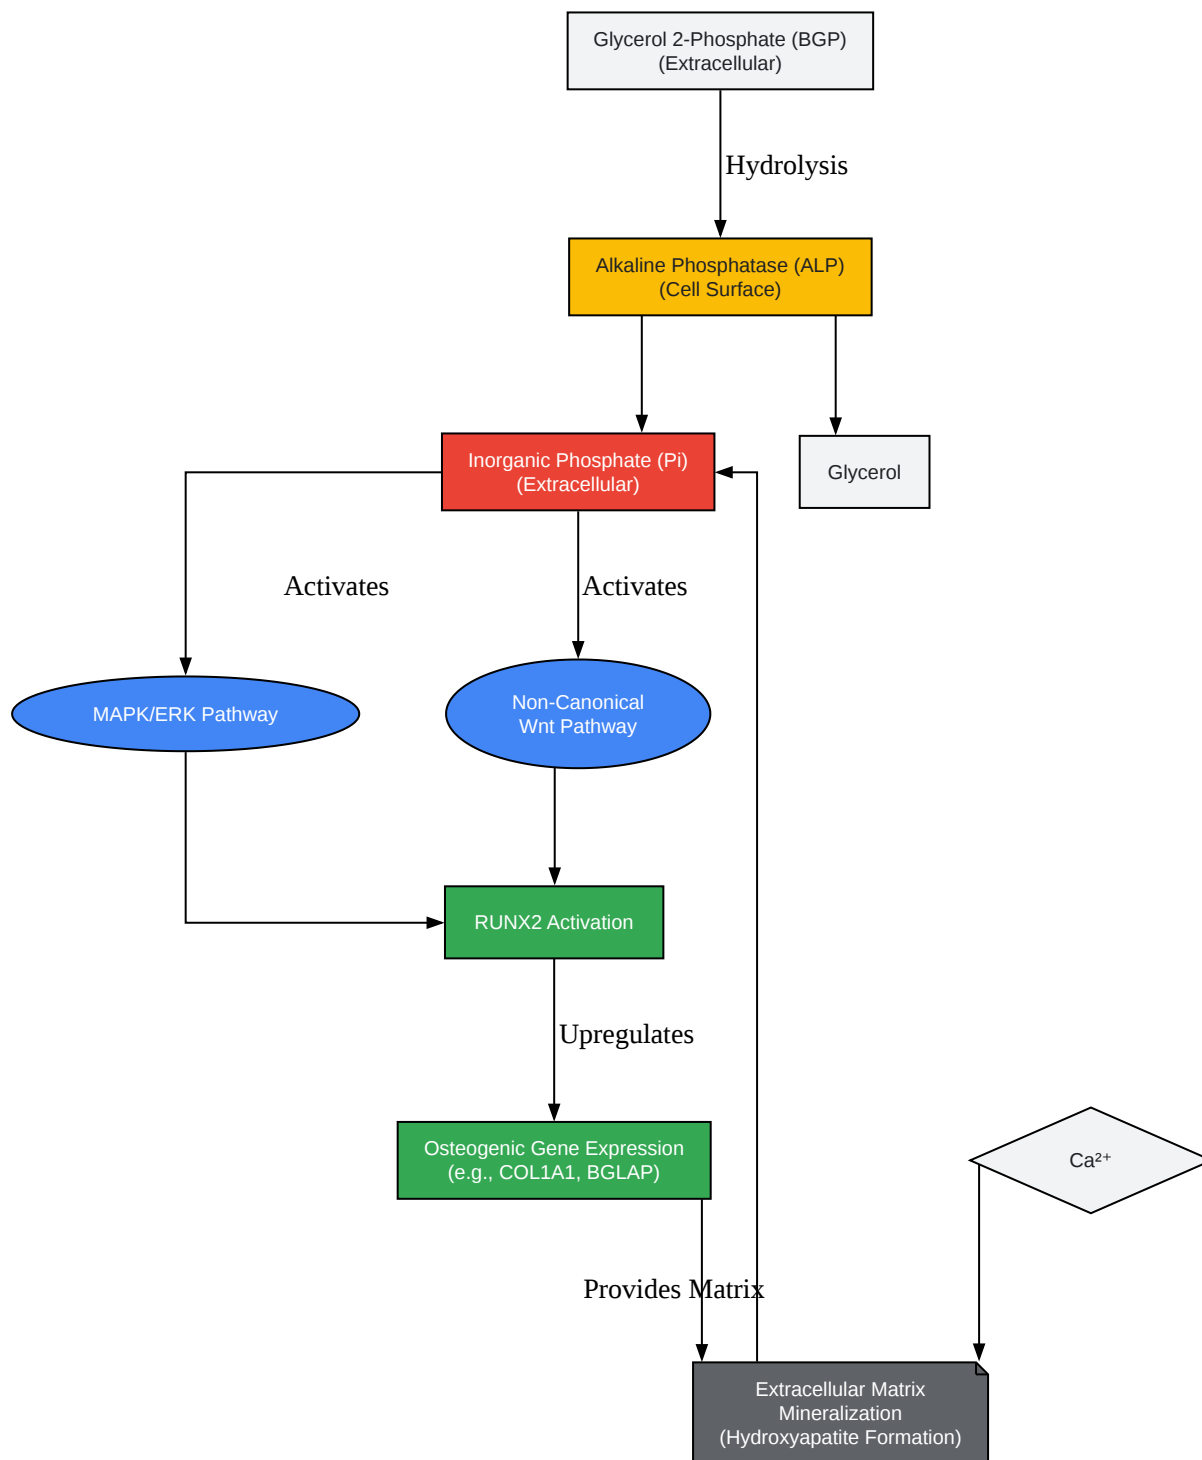 Glycerol 2-Phosphate (BGP)
(Extracellular)
Hydrolysis
Alkaline Phosphatase (ALP)
(Cell Surface)
Inorganic Phosphate (Pi)
(Extracellular)
Glycerol
Activates
Activates
MAPK/ERK Pathway
Non-Canonical
Wnt Pathway
RUNX2 Activation
Upregulates
Osteogenic Gene Expression
(e.g., COL1A1, BGLAP)
Ca²⁺
Provides Matrix
Extracellular Matrix
Mineralization
(Hydroxyapatite Formation)